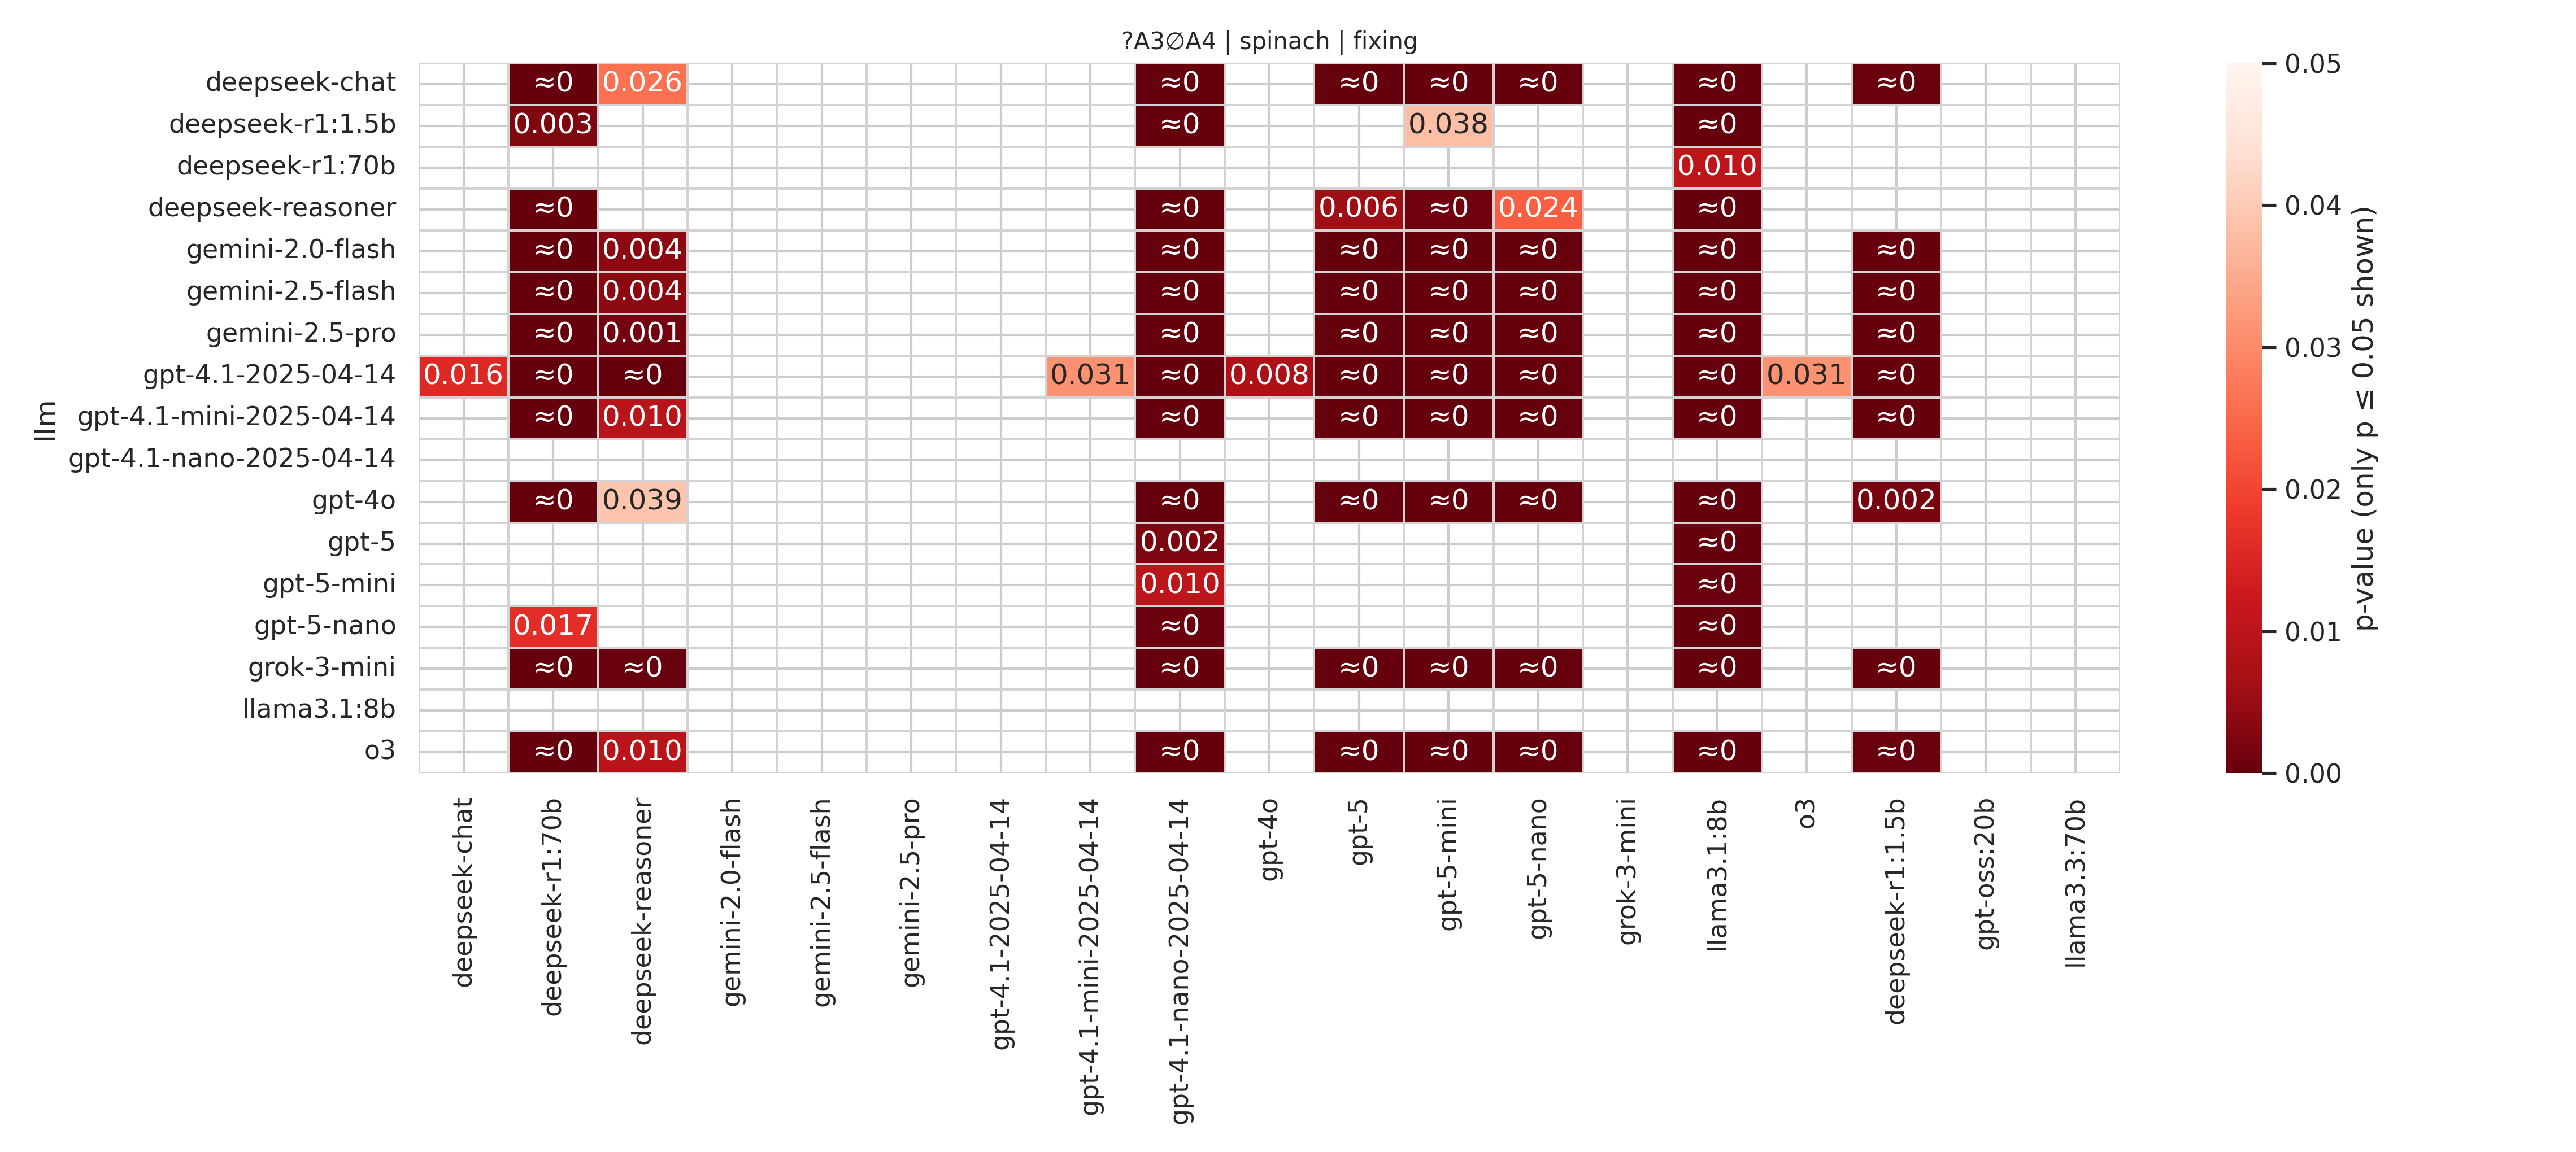 ?A3∅A4 | spinach | fixing
deepseek-chat ≈0 0.026 ≈0 ≈0 ≈0 ≈0 ≈0 ≈0
deepseek-r1:1.5b 0.003 ≈0 0.038 ≈0
deepseek-r1:70b 0.010
deepseek-reasoner ≈0 ≈0 0.006 ≈0 0.024 ≈0
gemini-2.0-flash ≈0 0.004 ≈0 ≈0 ≈0 ≈0 ≈0 ≈0
gemini-2.5-flash ≈0 0.004 ≈0 ≈0 ≈0 ≈0 ≈0 ≈0
gemini-2.5-pro ≈0 0.001 ≈0 ≈0 ≈0 ≈0 ≈0 ≈0
gpt-4.1-2025-04-14 0.016 ≈0 ≈0 0.031 ≈0 0.008 ≈0 ≈0 ≈0 ≈0 0.031 ≈0
gpt-4.1-mini-2025-04-14 ≈0 0.010 ≈0 ≈0 ≈0 ≈0 ≈0 ≈0
gpt-4.1-nano-2025-04-14
gpt-4o ≈0 0.039 ≈0 ≈0 ≈0 ≈0 ≈0 0.002
gpt-5 0.002 ≈0
gpt-5-mini 0.010 ≈0
gpt-5-nano 0.017 ≈0 ≈0
grok-3-mini ≈0 ≈0 ≈0 ≈0 ≈0 ≈0 ≈0 ≈0
llama3.1:8b
o3 ≈0 0.010 ≈0 ≈0 ≈0 ≈0 ≈0 ≈0
llm
deepseek-chat
deepseek-r1:70b
deepseek-reasoner
gemini-2.0-flash
gemini-2.5-flash
gemini-2.5-pro
gpt-4.1-2025-04-14
gpt-4.1-mini-2025-04-14
gpt-4.1-nano-2025-04-14
gpt-4o
gpt-5
gpt-5-mini
gpt-5-nano
grok-3-mini
llama3.1:8b
o3
deepseek-r1:1.5b
gpt-oss:20b
llama3.3:70b
0.05
0.04
0.03
0.02
0.01
0.00
p-value (only p ≤ 0.05 shown)